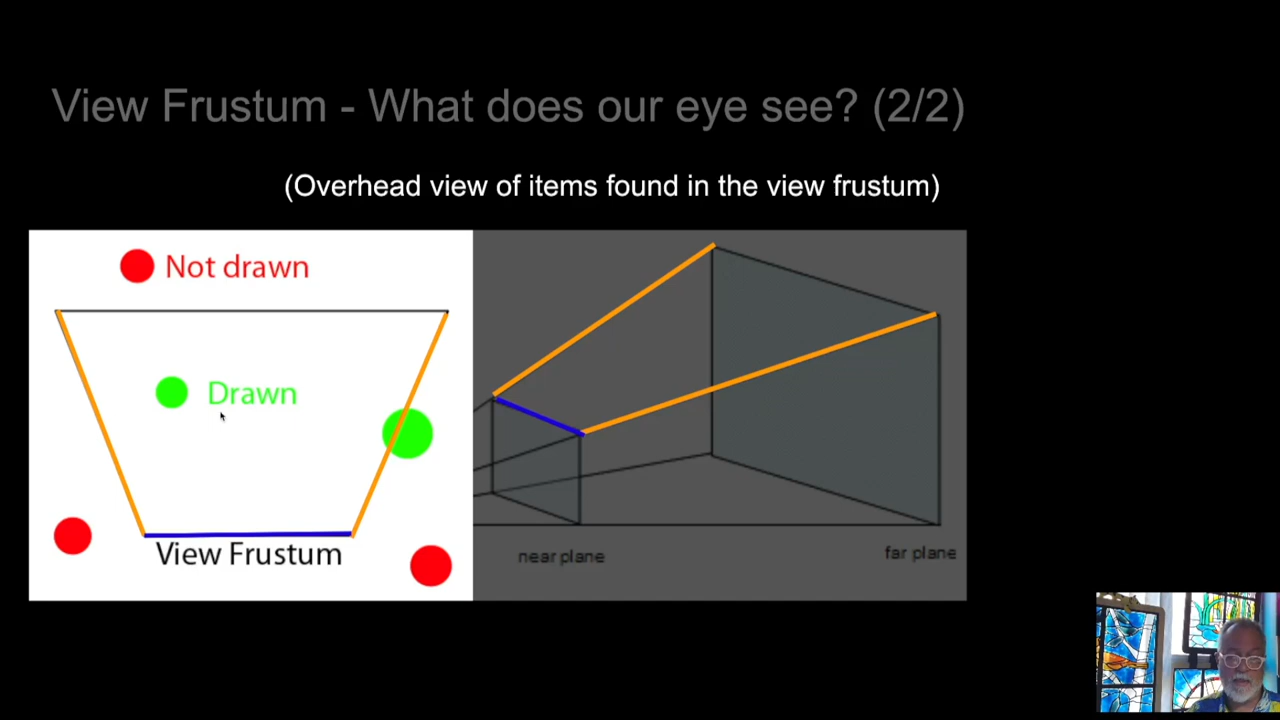 View Frustum - What does our eye see? (2/2)
(Overhead view of items found in the view frustum)
Not drawn
Drawn
View Frustum
near plane
far plane